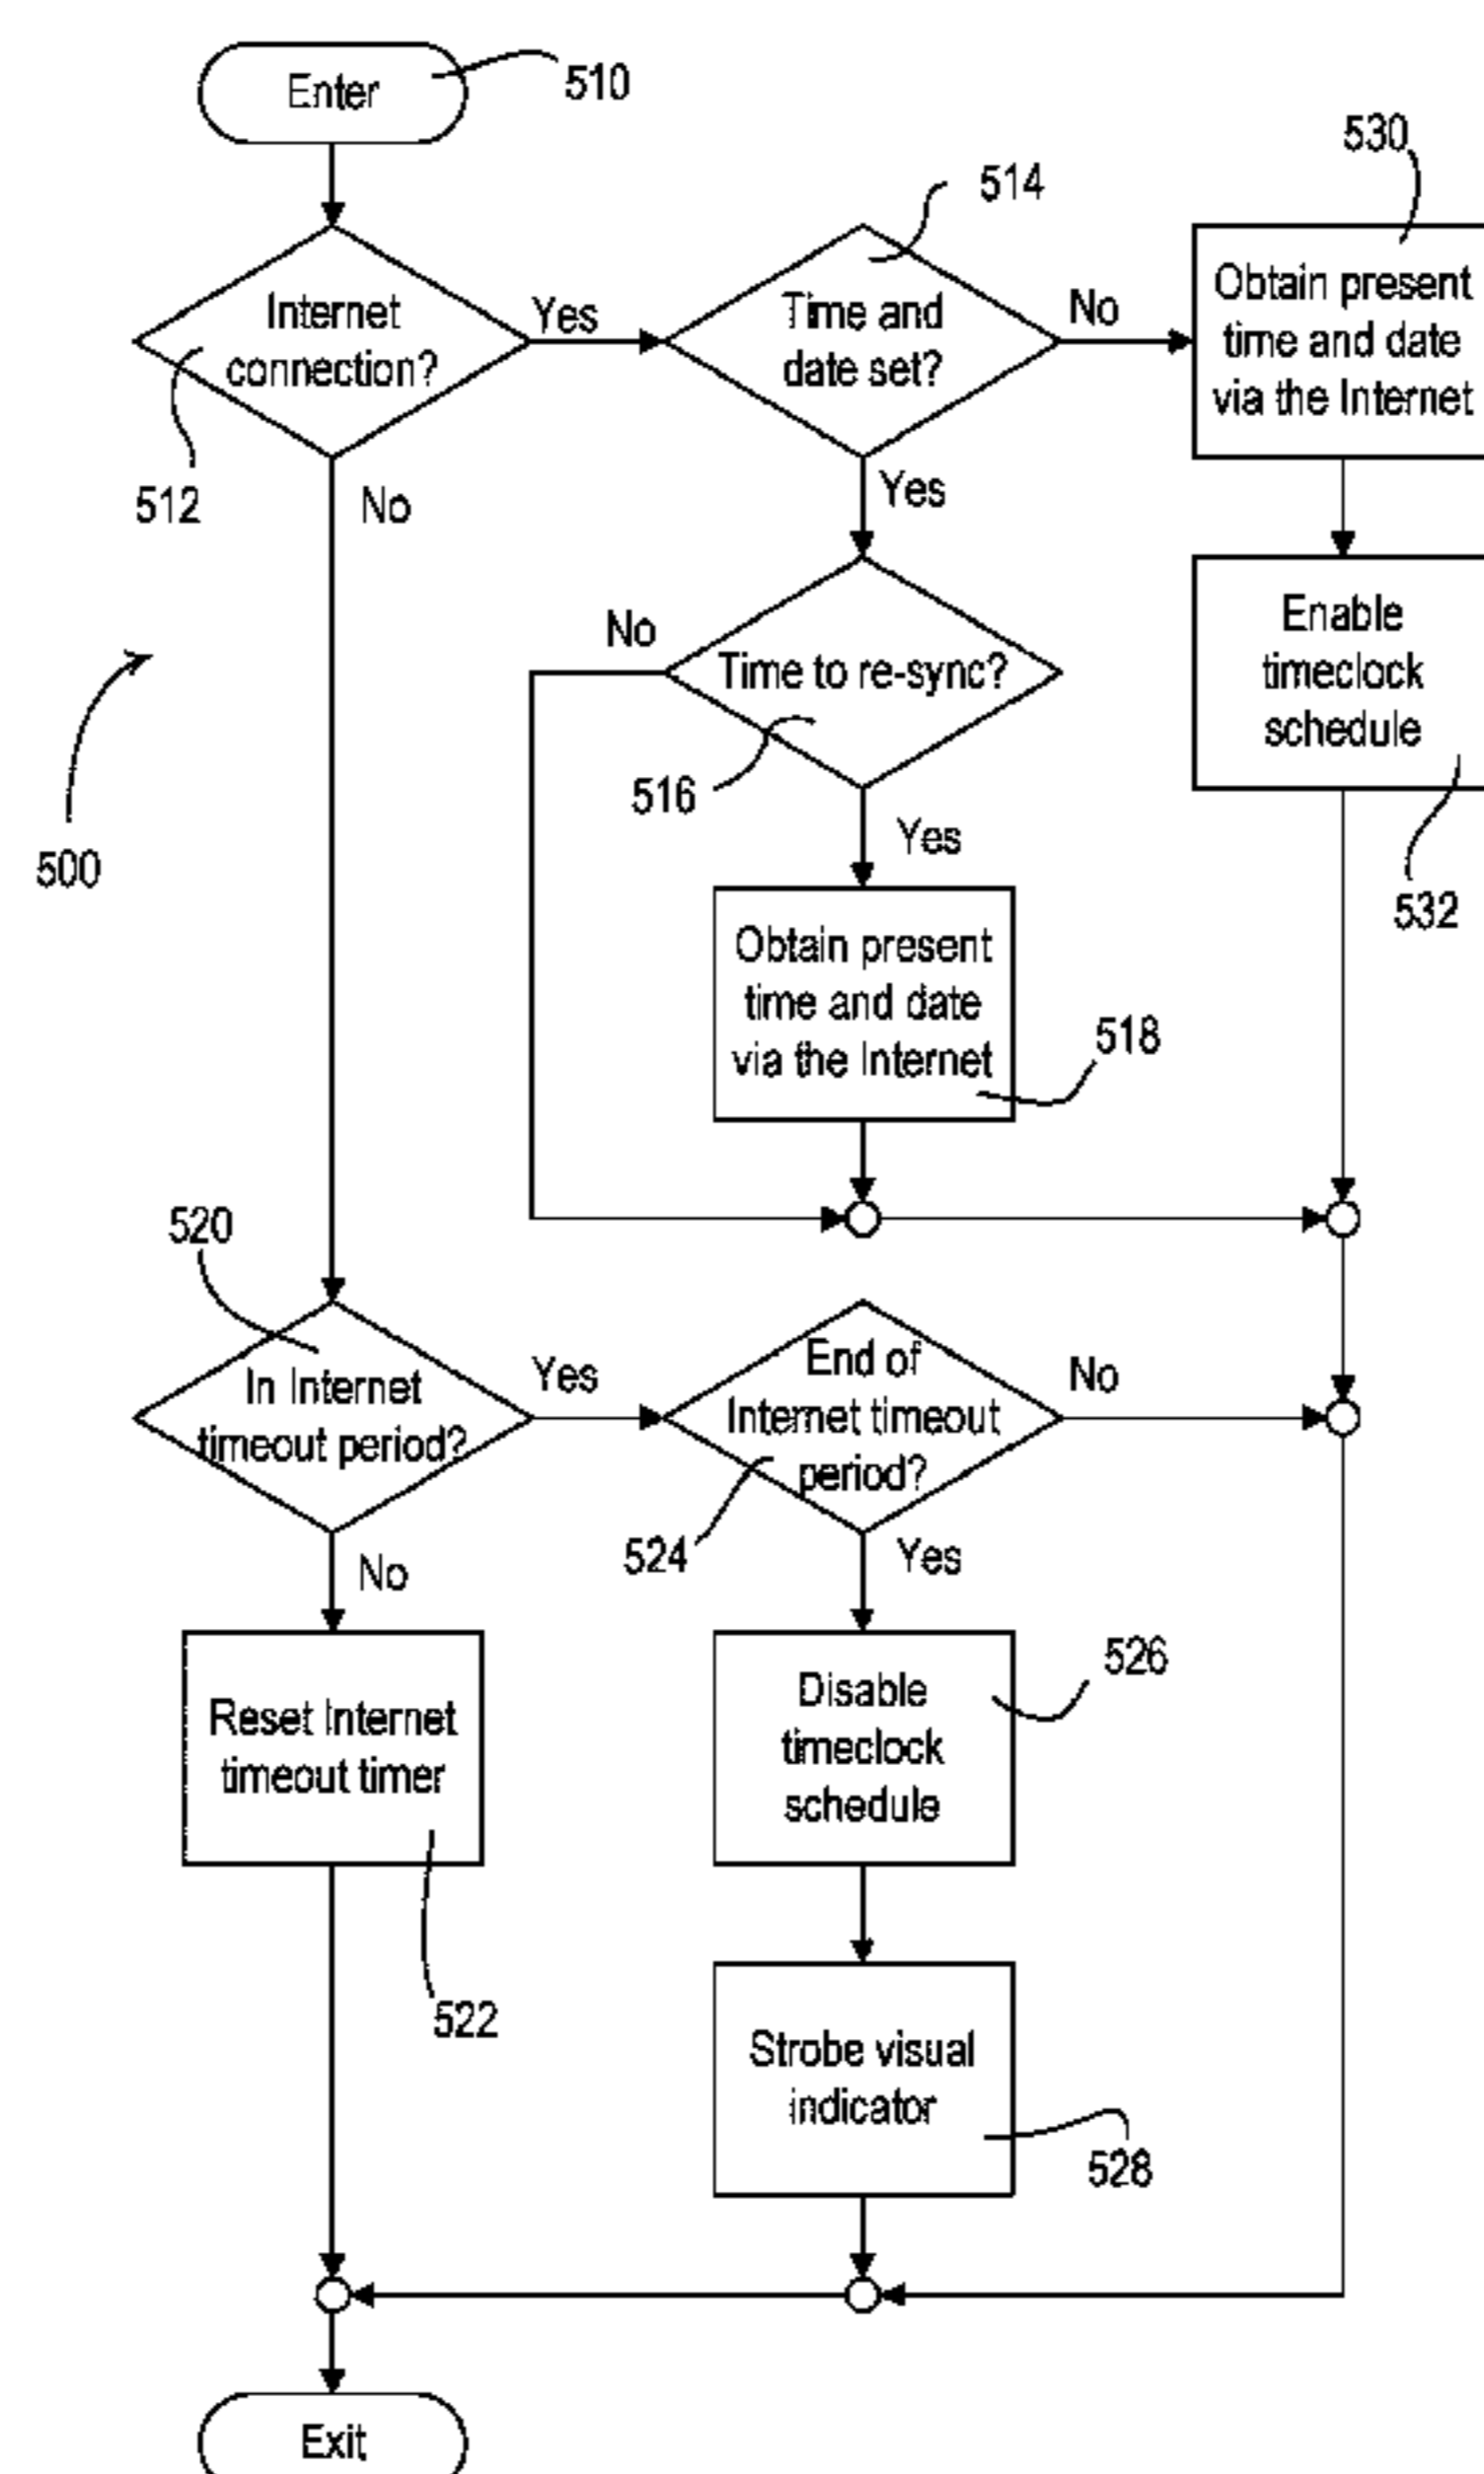 Enter
510
530
514
Internet
connection?
Yes
Time and
date set?
No
Obtain present
time and date
via the Internet
512
No
Yes
No
Time to re-sync?
Enable
timeclock
schedule
516
Yes
500
532
Obtain present
time and date
via the Internet
518
520
In Internet
timeout period?
Yes
End of
Internet timeout
period?
No
524
Yes
No
Reset Internet
timeout timer
526
Disable
timeclock
schedule
522
Strobe visual
indicator
528
Exit